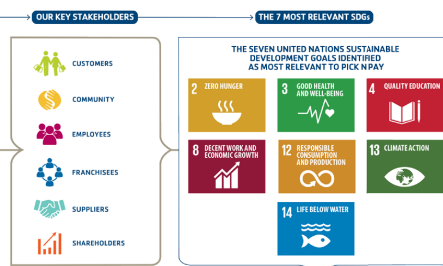 OUR KEY STAKEHOLDERS
THE 7 MOST RELEVANT SDGs
CUSTOMERS
COMMUNITY
EMPLOYEES
FRANCHISEES
SUPPLIERS
SHAREHOLDERS
THE SEVEN UNITED NATIONS SUSTAINABLE
DEVELOPMENT GOALS IDENTIFIED
AS MOST RELEVANT TO PICK N PAY
2 ZERO HUNGER
3 GOOD HEALTH
AND WELL-BEING
4 QUALITY EDUCATION
8 DECENT WORK AND
ECONOMIC GROWTH
12 RESPONSIBLE
CONSUMPTION
AND PRODUCTION
13 CLIMATE ACTION
14 LIFE BELOW WATER